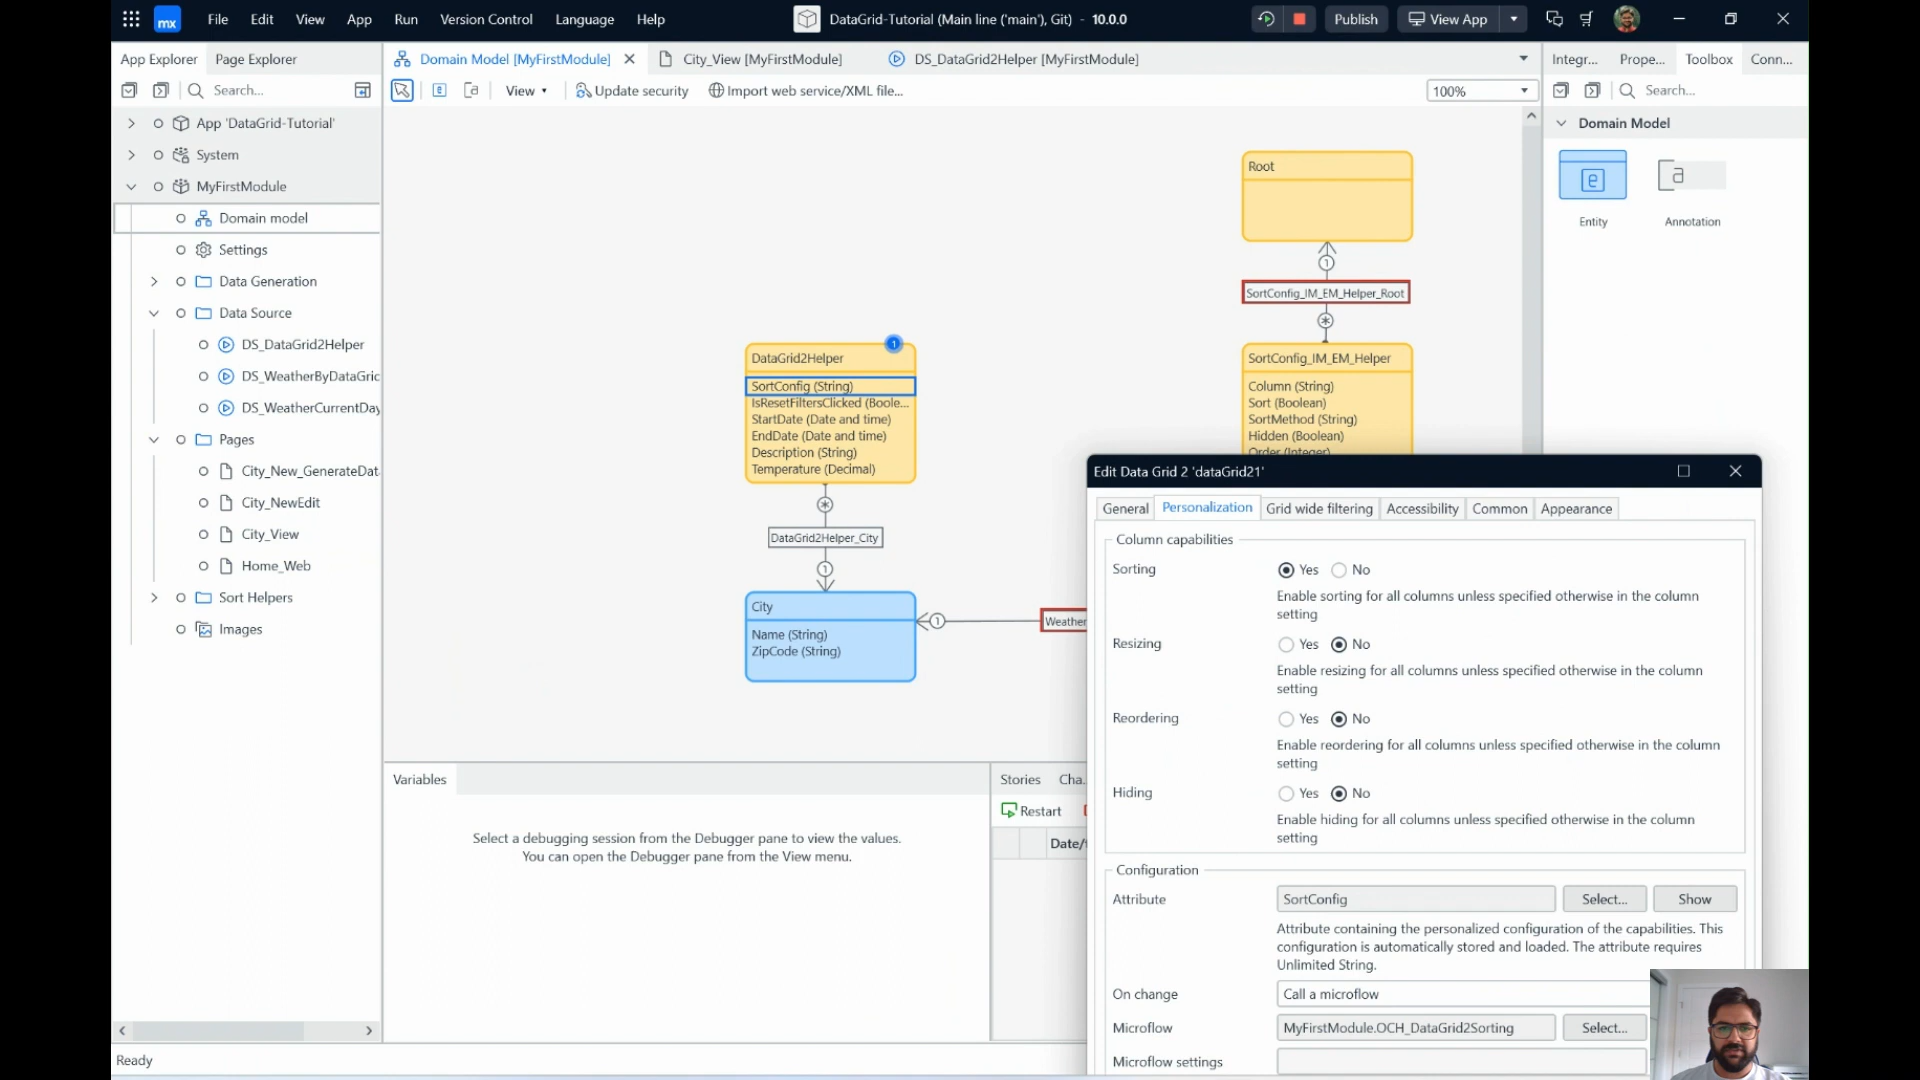 mx
File Edit View App Run Version Control Language Help
DataGrid-Tutorial (Main line ('main'), Git) - 10.0.0
Publish
View App
App Explorer
Page Explorer
Domain Model [MyFirstModule]
City_View [MyFirstModule]
DS_DataGrid2Helper [MyFirstModule]
Integr...
Prope...
Toolbox
Conn...
Search...
View
Update security
Import web service/XML file...
100%
Search...
App 'DataGrid-Tutorial'
System
MyFirstModule
Domain model
Settings
Data Generation
Data Source
DS_DataGrid2Helper
DS_WeatherByDataGric
DS_WeatherCurrentDay
Pages
City_New_GenerateDat
City_NewEdit
City_View
Home_Web
Sort Helpers
Images
Domain Model
e
Entity
a
Annotation
Root
1
SortConfig_IM_EM_Helper_Root
SortConfig_IM_EM_Helper
Column (String)
Sort (Boolean)
SortMethod (String)
Hidden (Boolean)
Order (Integer)
1
DataGrid2Helper
SortConfig (String)
IsResetFiltersClicked (Boole...
StartDate (Date and time)
EndDate (Date and time)
Description (String)
Temperature (Decimal)
DataGrid2Helper_City
1
City
Name (String)
ZipCode (String)
1
Weather
Variables
Select a debugging session from the Debugger pane to view the values.
You can open the Debugger pane from the View menu.
Stories
Cha...
Restart
Date/
Edit Data Grid 2 'dataGrid21'
General
Personalization
Grid wide filtering
Accessibility
Common
Appearance
Column capabilities
Sorting
Yes No
Enable sorting for all columns unless specified otherwise in the column
setting
Resizing
Yes No
Enable resizing for all columns unless specified otherwise in the column
setting
Reordering
Yes No
Enable reordering for all columns unless specified otherwise in the column
setting
Hiding
Yes No
Enable hiding for all columns unless specified otherwise in the column
setting
Configuration
Attribute
SortConfig
Select...
Show
Attribute containing the personalized configuration of the capabilities. This
configuration is automatically stored and loaded. The attribute requires
Unlimited String.
On change
Call a microflow
Microflow
MyFirstModule.OCH_DataGrid2Sorting
Select...
Microflow settings
Ready